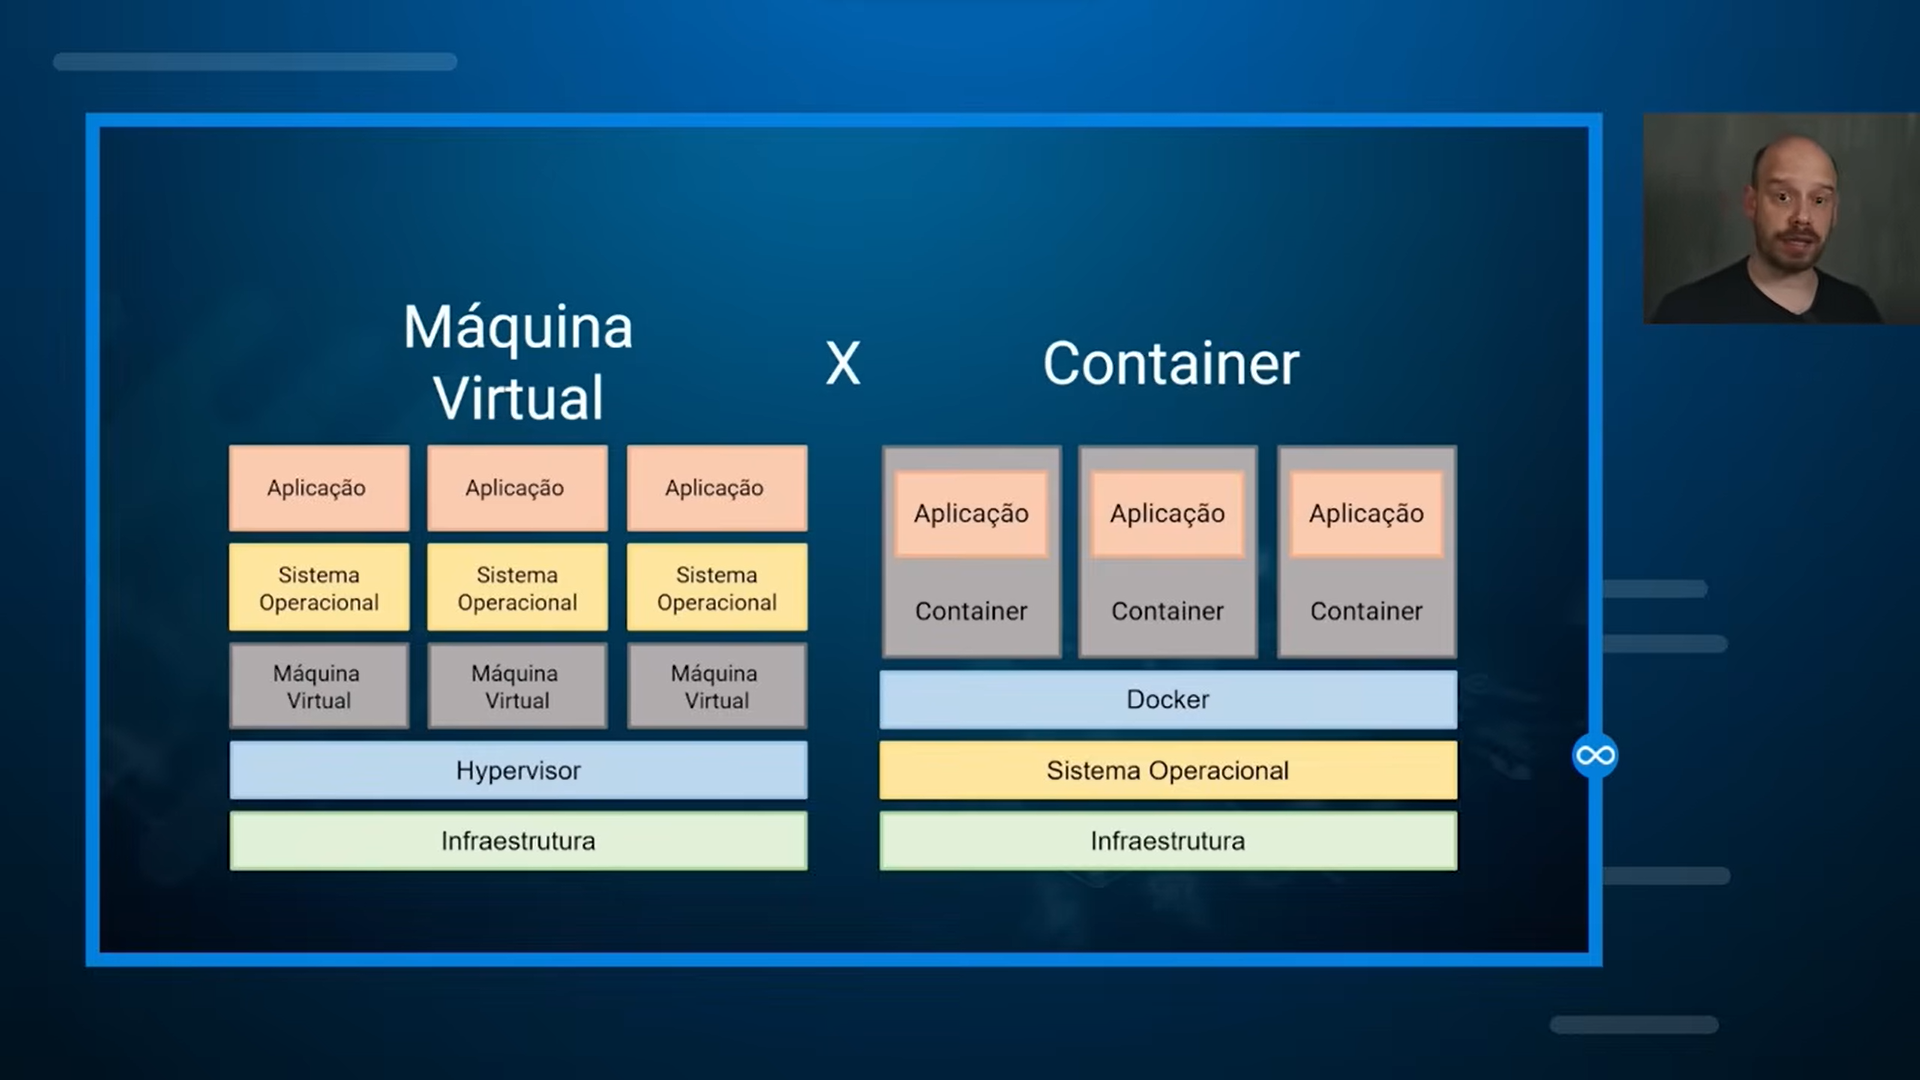 Máquina
Virtual
X
Container
Aplicação
Aplicação
Aplicação
Sistema
Operacional
Sistema
Operacional
Sistema
Operacional
Máquina
Virtual
Máquina
Virtual
Máquina
Virtual
Hypervisor
Infraestrutura
Aplicação
Container
Aplicação
Container
Aplicação
Container
Docker
Sistema Operacional
Infraestrutura